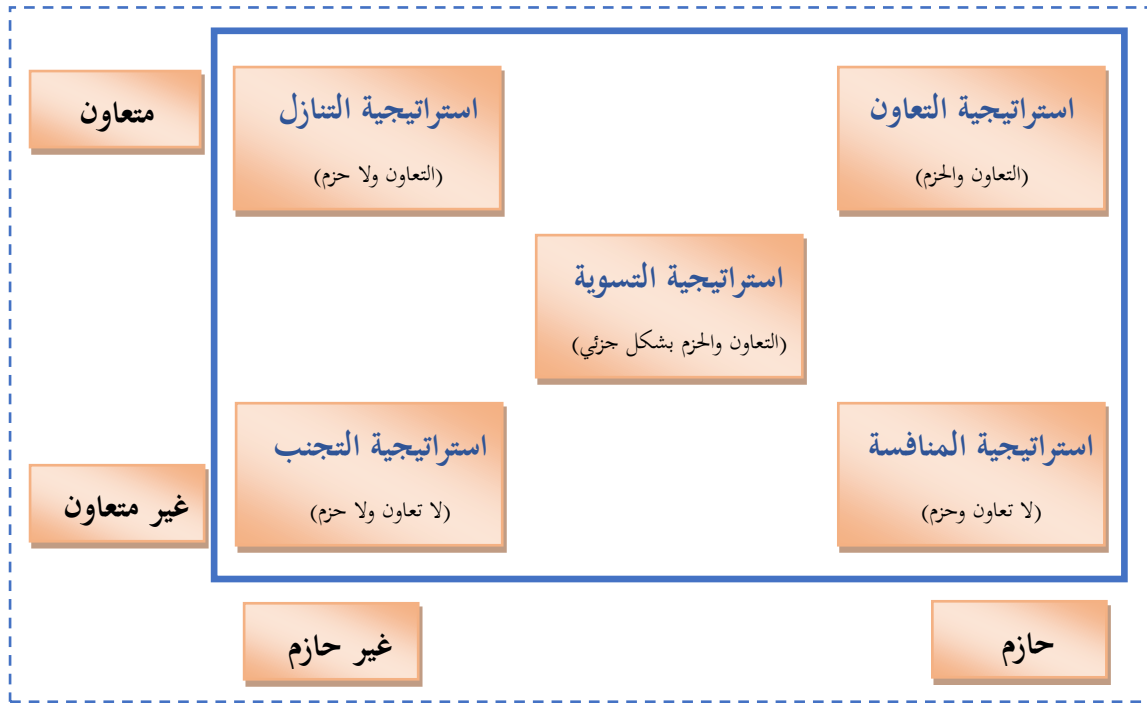 استراتيجية التعاون
(التعاون والحزم)
استراتيجية التنازل
(التعاون ولا حزم)
متعاون
استراتيجية التسوية
(التعاون والحزم بشكل جزئي)
استراتيجية المنافسة
(لا تعاون وحزم)
استراتيجية التجنب
(لا تعاون ولا حزم)
غير متعاون
حازم
غير حازم